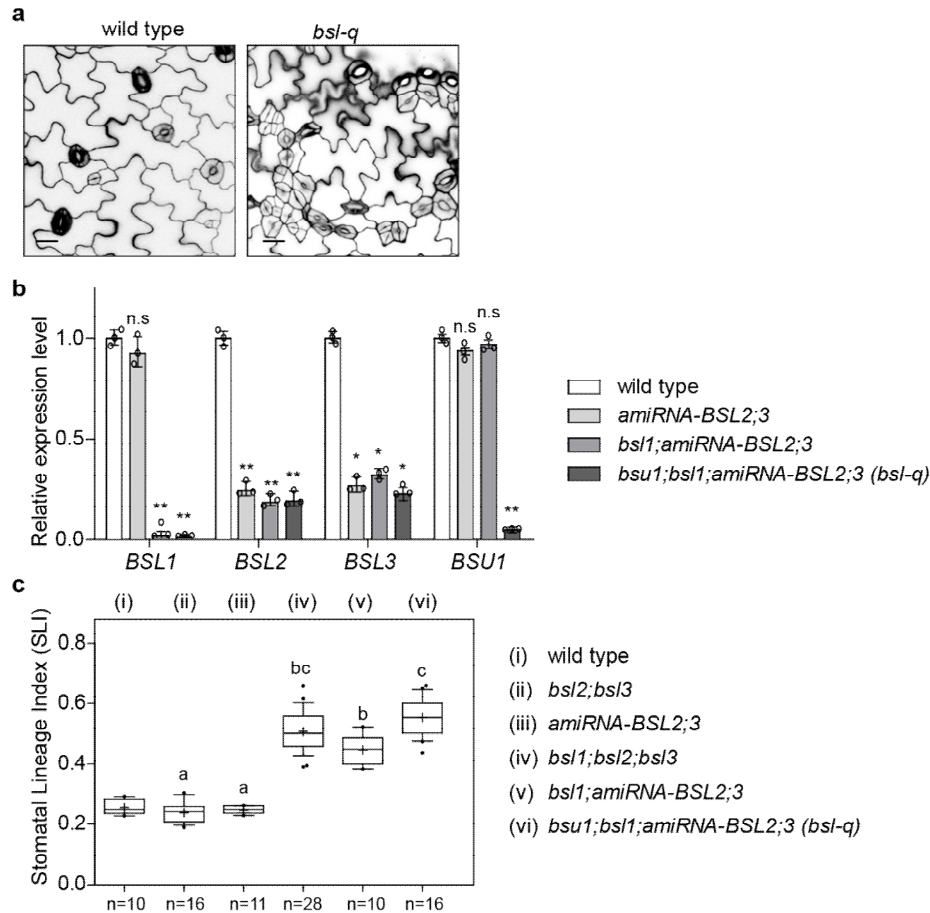 a
wild type
bsl-q
b
n.s
n.s
n.s
1.0
0.5
0.0
Relative expression level
** **
** ** **
* * *
**
BSL1 BSL2 BSL3 BSU1
wild type
amiRNA-BSL2;3
bsl1;amiRNA-BSL2;3
bsu1;bsl1;amiRNA-BSL2;3 (bsl-q)
c
(i) (ii) (iii) (iv) (v) (vi)
Stomatal Lineage Index (SLI)
0.8
0.6
0.4
0.2
0.0
a a bc b c
n=10 n=16 n=11 n=28 n=10 n=16
(i) wild type
(ii) bsl2;bsl3
(iii) amiRNA-BSL2;3
(iv) bsl1;bsl2;bsl3
(v) bsl1;amiRNA-BSL2;3
(vi) bsu1;bsl1;amiRNA-BSL2;3 (bsl-q)